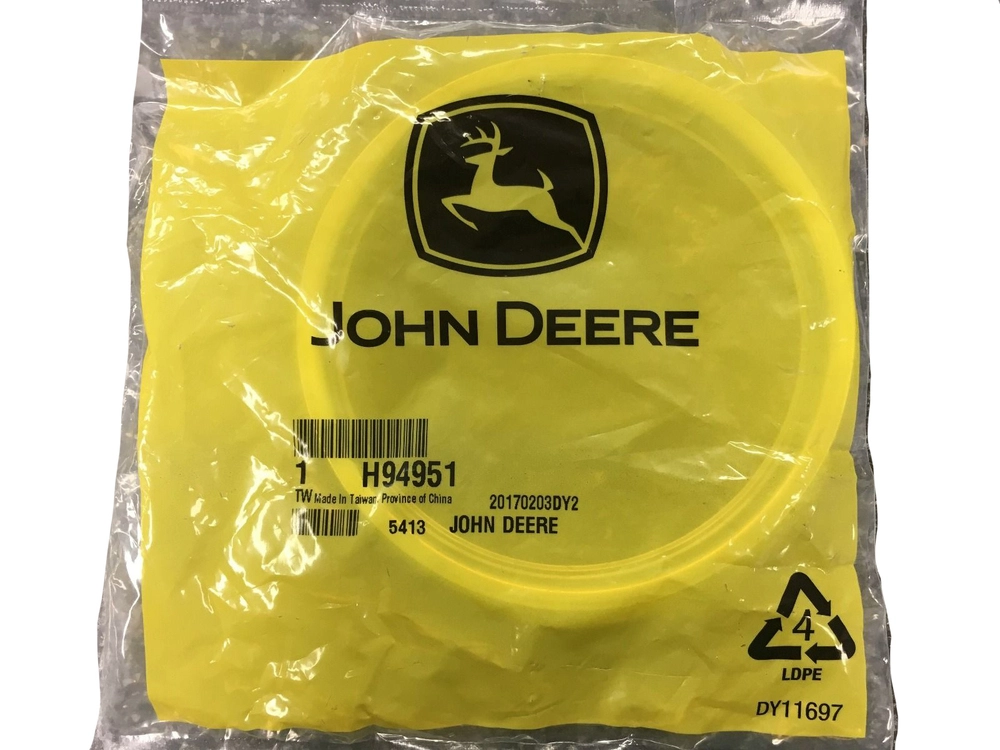 JOHN DEERE
1 H94951
TW Made In Taiwan, Province of China 20170203DY2
5413 JOHN DEERE
4
LDPE
DY11697